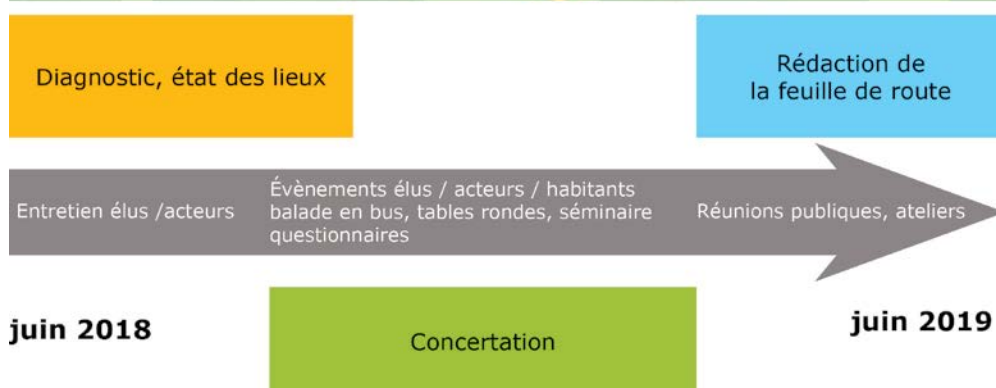 Diagnostic, état des lieux
Rédaction de
la feuille de route
Entretien élus /acteurs
Évènements élus / acteurs / habitants
balade en bus, tables rondes, séminaire
questionnaires
Réunions publiques, ateliers
juin 2018
juin 2019
Concertation